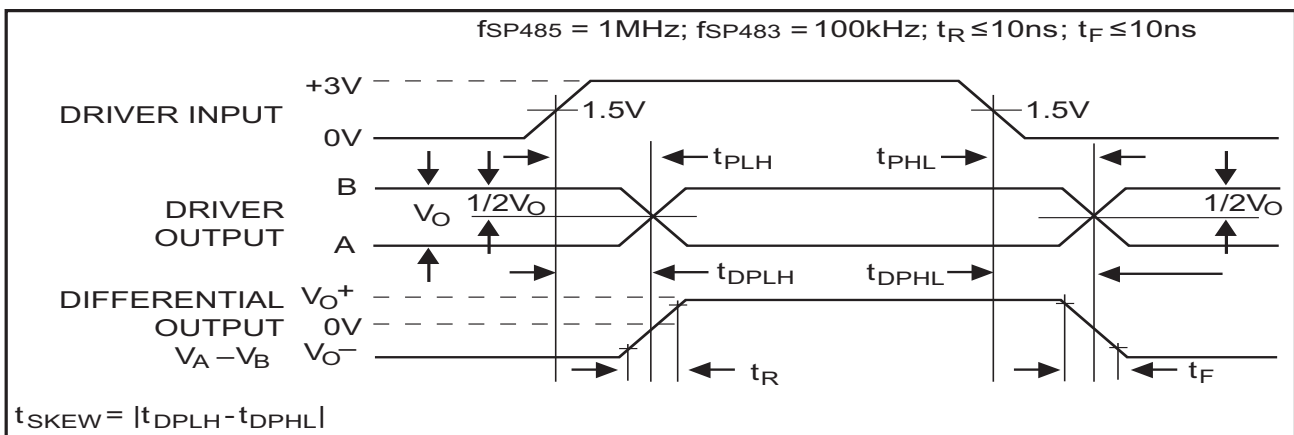 fSP485 = 1MHz; fSP483 = 100kHz; tR ≤ 10ns; tF ≤ 10ns
+3V
DRIVER INPUT
1.5V
1.5V
0V
tPLH
tPHL
B
DRIVER OUTPUT
VO
1/2VO
1/2VO
A
tDPLH
tDPHL
DIFFERENTIAL OUTPUT
VA – VB
VO+
0V
VO–
tR
tF
tSKEW = |tDPLH - tDPHL|